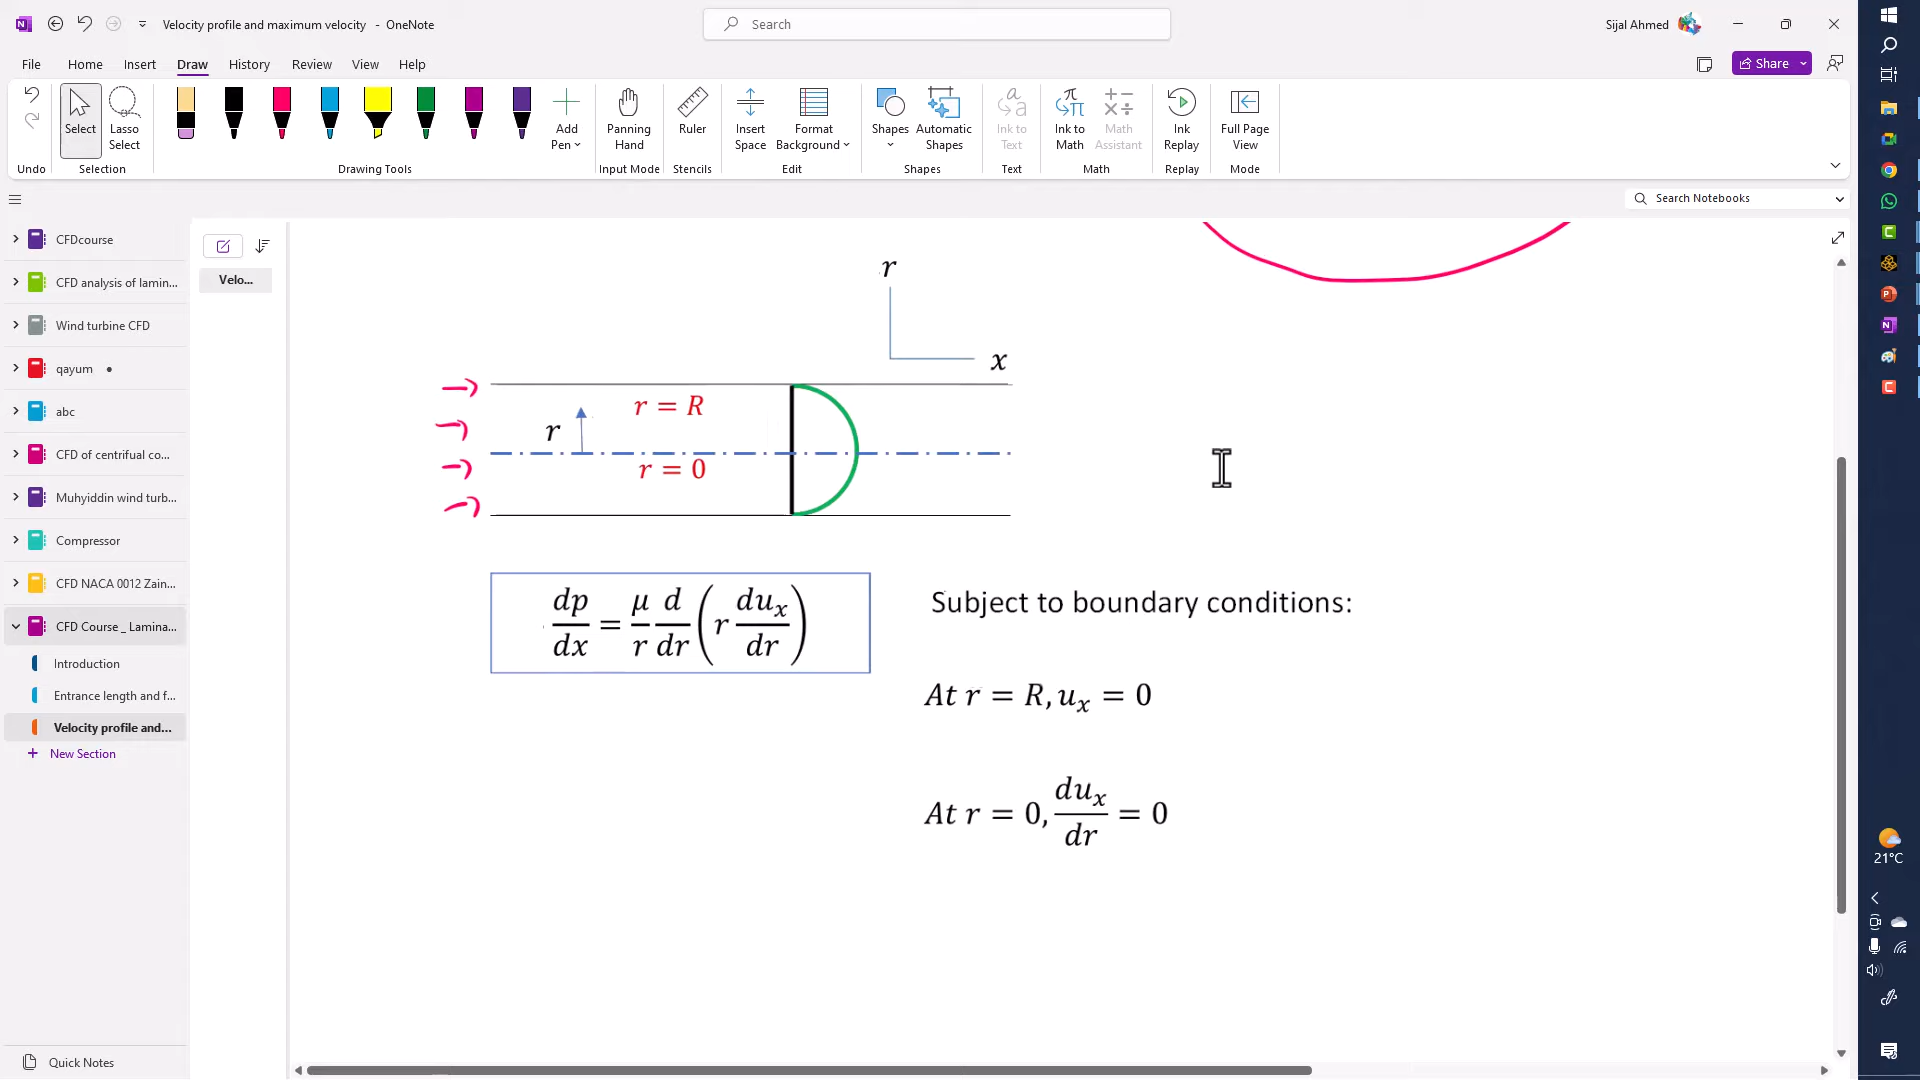 Velocity profile and maximum velocity - OneNote
Search
Sijal Ahmed
File Home Insert Draw History Review View Help
Share
Select
Lasso Select
Add Pen
Panning Hand
Ruler
Insert Space
Format Background
Shapes
Automatic Shapes
Ink to Text
Ink to Math
Math Assistant
Ink Replay
Full Page View
Undo Selection Drawing Tools Input Mode Stencils Edit Shapes Text Math Replay Mode
Search Notebooks
CFDcourse
CFD analysis of lamin...
Wind turbine CFD
qayum
abc
CFD of centrifual co...
Muhyiddin wind turb...
Compressor
CFD NACA 0012 Zain...
CFD Course _ Lamina...
Introduction
Entrance length and f...
Velocity profile and...
New Section
Quick Notes
Velo...
r
x
r = R
r
r = 0
dp/dx = μ/r d/dr (r du_x/dr)
Subject to boundary conditions:
At r = R, u_x = 0
At r = 0, du_x/dr = 0
21°C